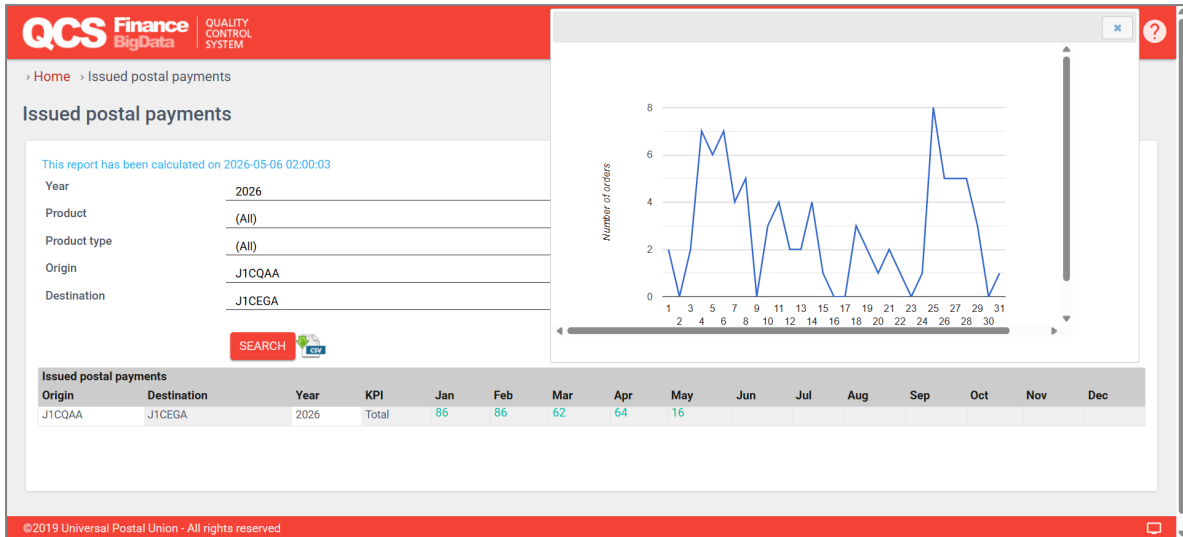 QCS Finance BigData QUALITY CONTROL SYSTEM
×
?
› Home › Issued postal payments
Issued postal payments
This report has been calculated on 2026-05-06 02:00:03
Year 2026
Product (All)
Product type (All)
Origin J1CQAA
Destination J1CEGA
SEARCH CSV
Number of orders
8
6
4
2
0
1 3 5 7 9 11 13 15 17 19 21 23 25 27 29 31
2 4 6 8 10 12 14 16 18 20 22 24 26 28 30
Issued postal payments
Origin Destination Year KPI Jan Feb Mar Apr May Jun Jul Aug Sep Oct Nov Dec
J1CQAA J1CEGA 2026 Total 86 86 62 64 16
©2019 Universal Postal Union - All rights reserved